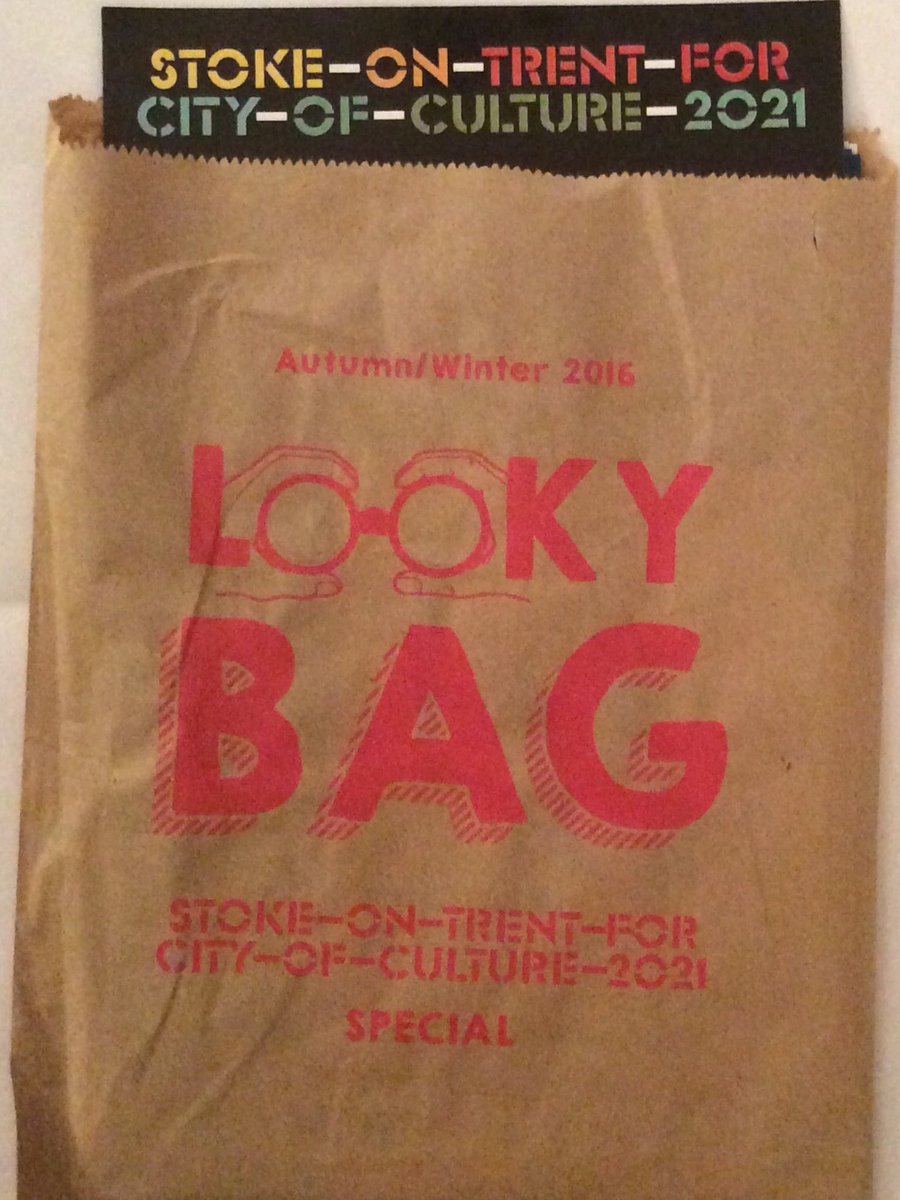 STOKE-ON-TRENT-FOR
CITY-OF-CULTURE-2021
Autumn/Winter 2016
LOOKY
BAG
STOKE-ON-TRENT-FOR
CITY-OF-CULTURE-2021
SPECIAL